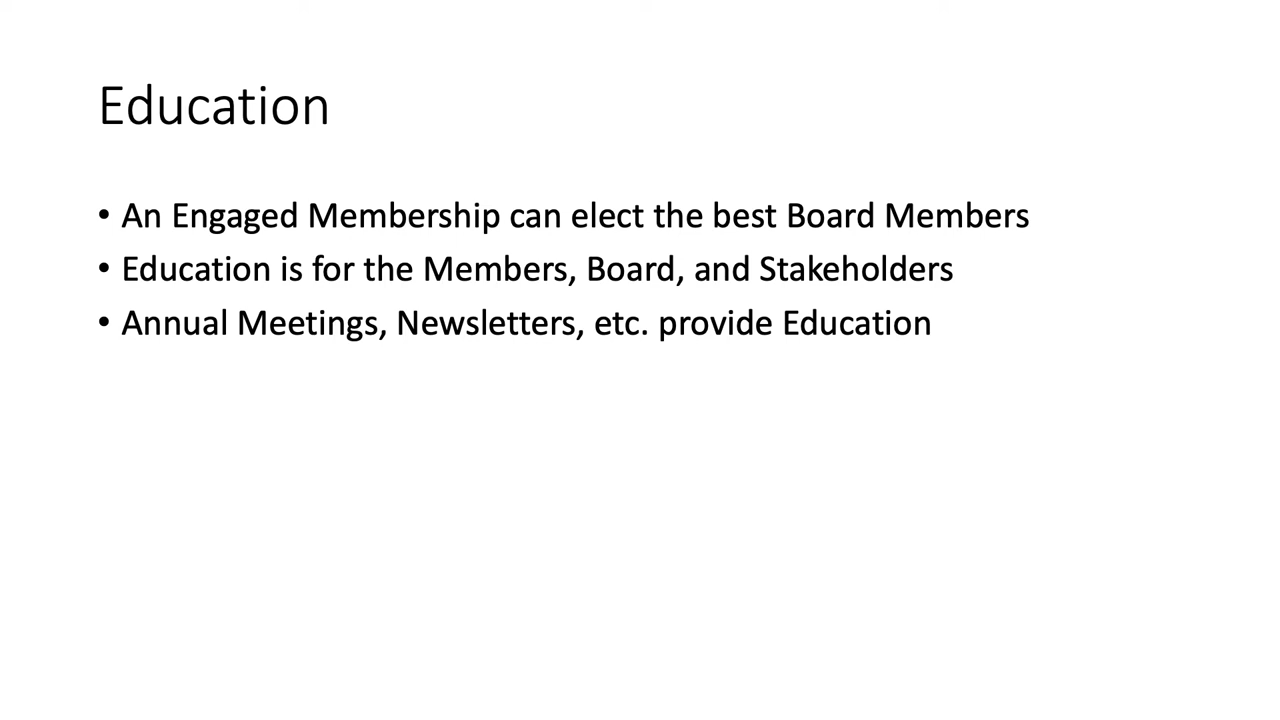 Education
• An Engaged Membership can elect the best Board Members
• Education is for the Members, Board, and Stakeholders
• Annual Meetings, Newsletters, etc. provide Education